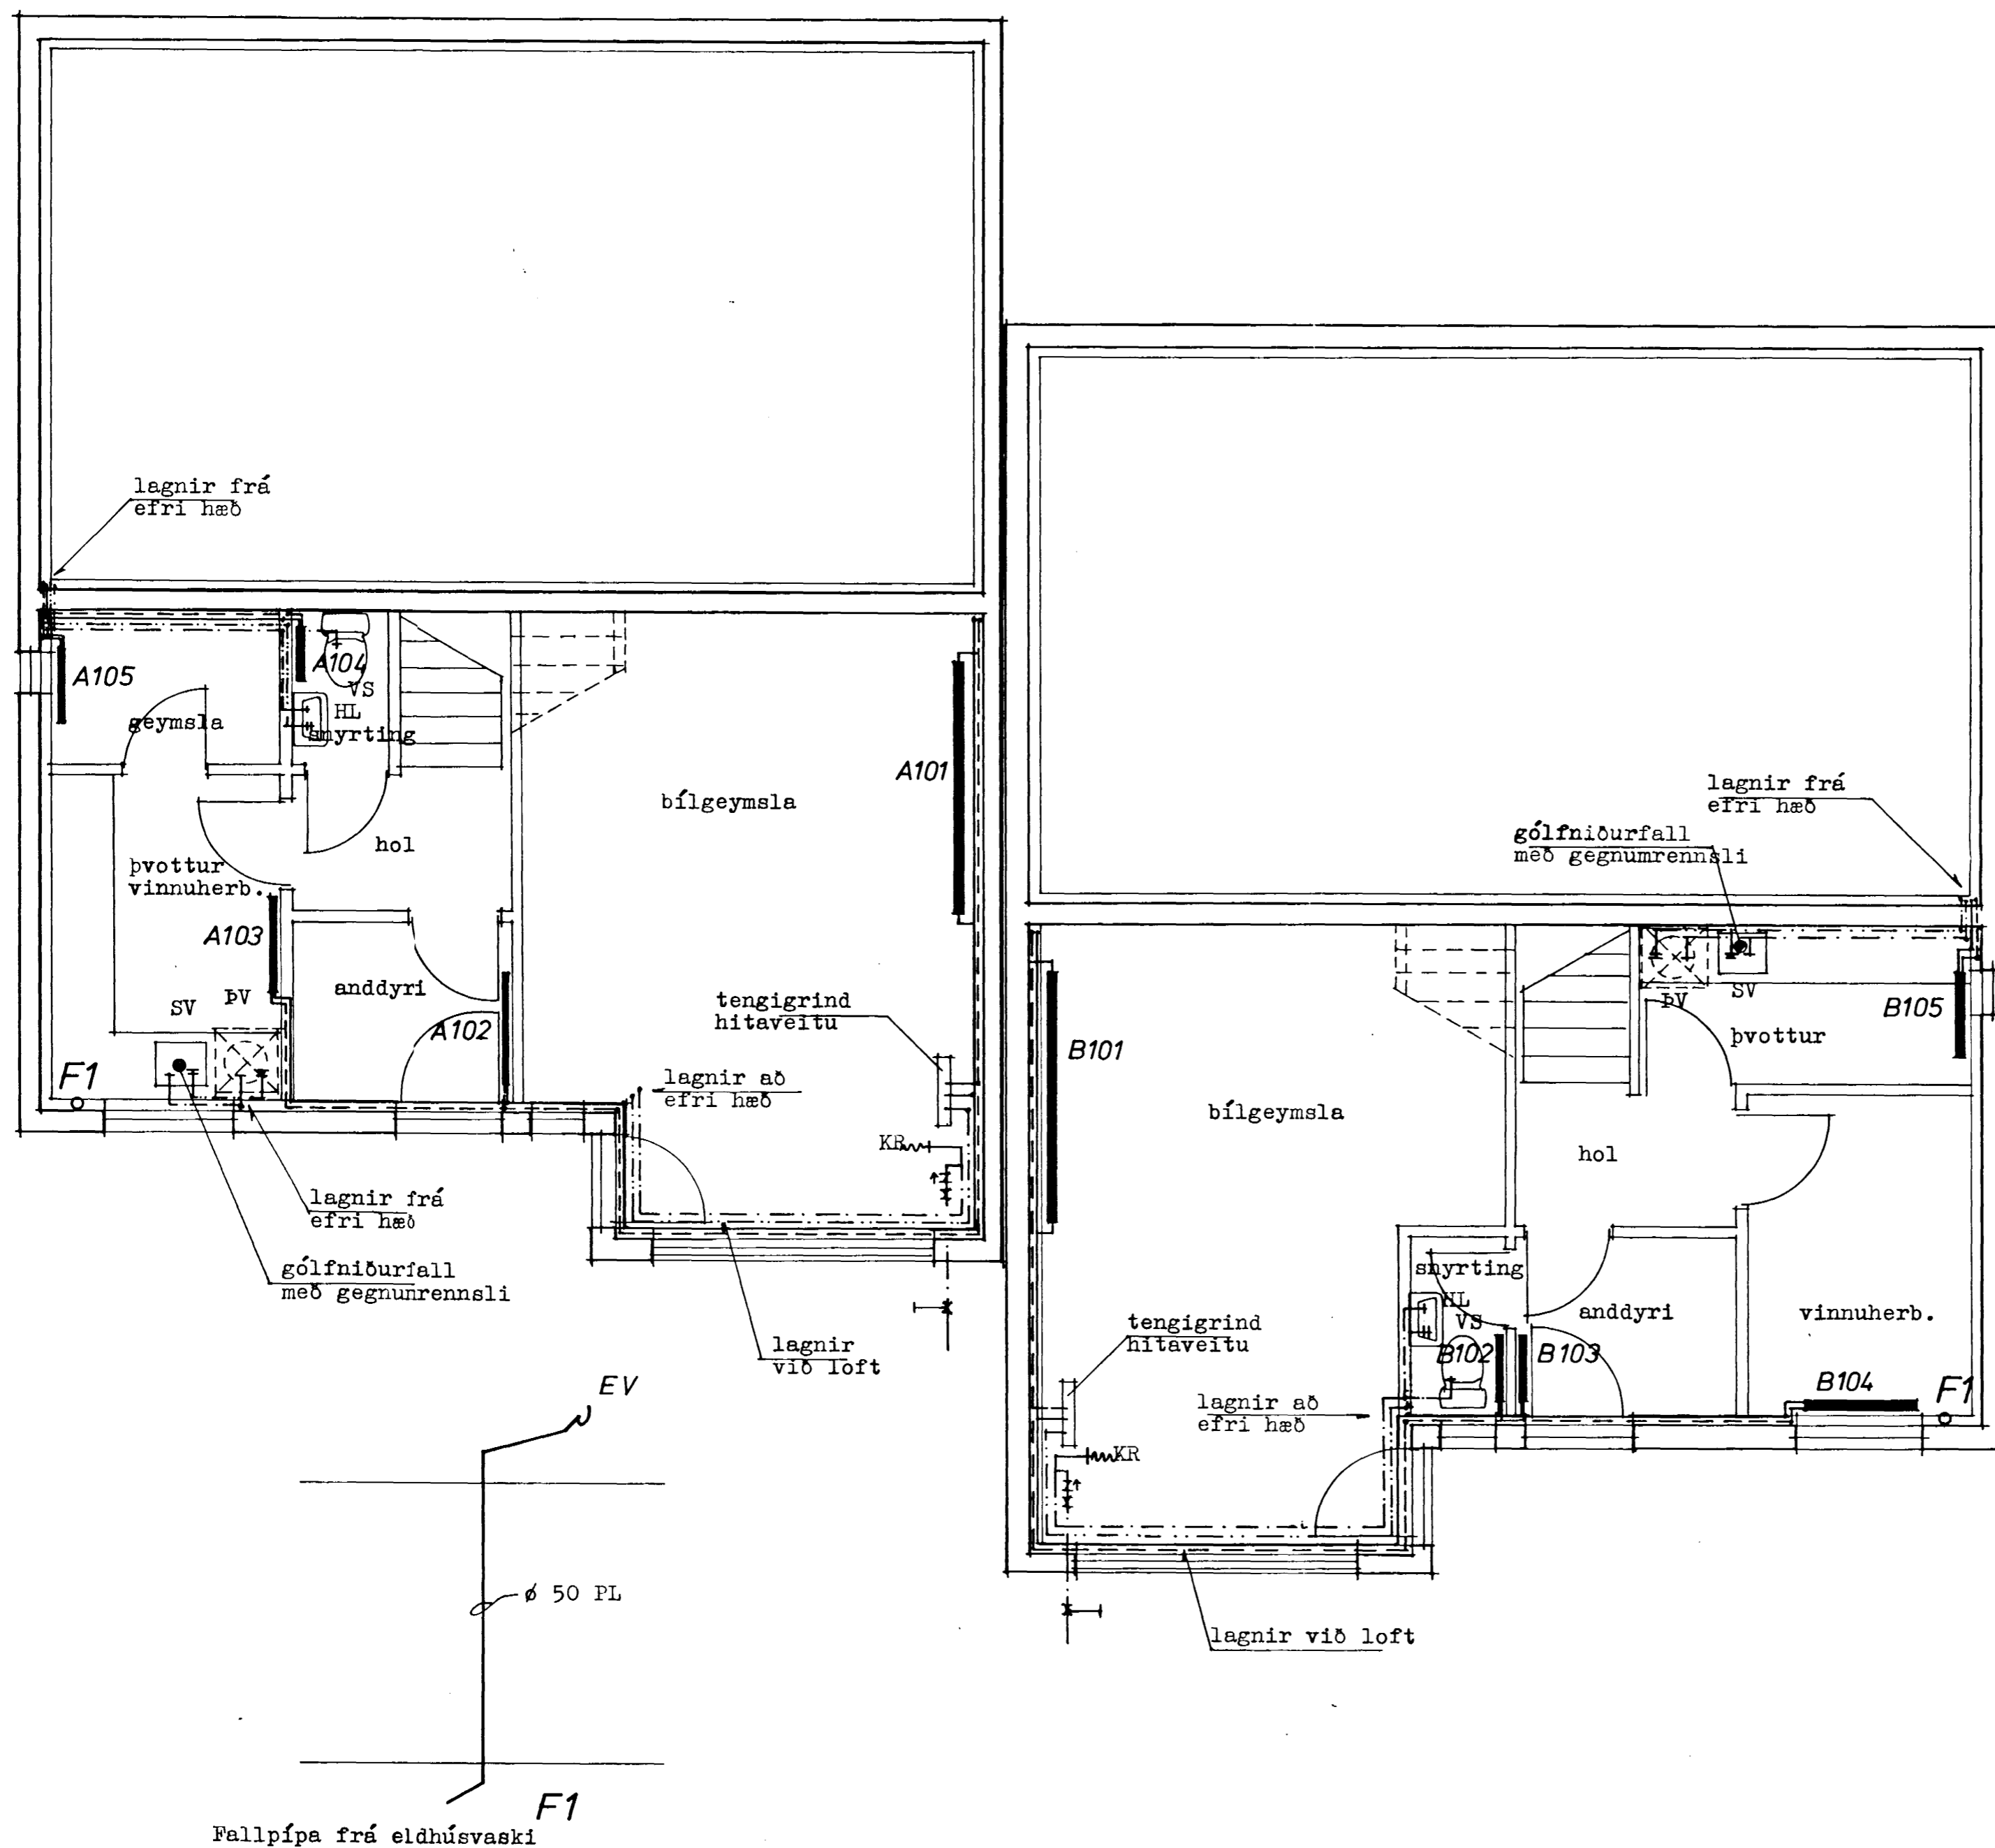 lagnir frá
efri hæð
A105
A104
VS
HL
geymsla
snyrting
A101
bílgeymsla
hol
þvottur
vinnuherb.
A103
anddyri
SV
ÞV
A102
tengigrind
hitaveitu
F1
lagnir að
efri hæð
KR
lagnir frá
efri hæð
gólfniðurfall
með gegnunrennsli
lagnir
við loft
lagnir frá
efri hæð
gólfniðurfall
með gegnumrennsli
ÞV
SV
B105
þvottur
B101
bílgeymsla
hol
snyrting
HL
VS
anddyri
vinnuherb.
tengigrind
hitaveitu
B102
B103
B104
F1
lagnir að
efri hæð
KR
lagnir við loft
EV
ø 50 PL
F1
Fallpípa frá eldhúsvaski